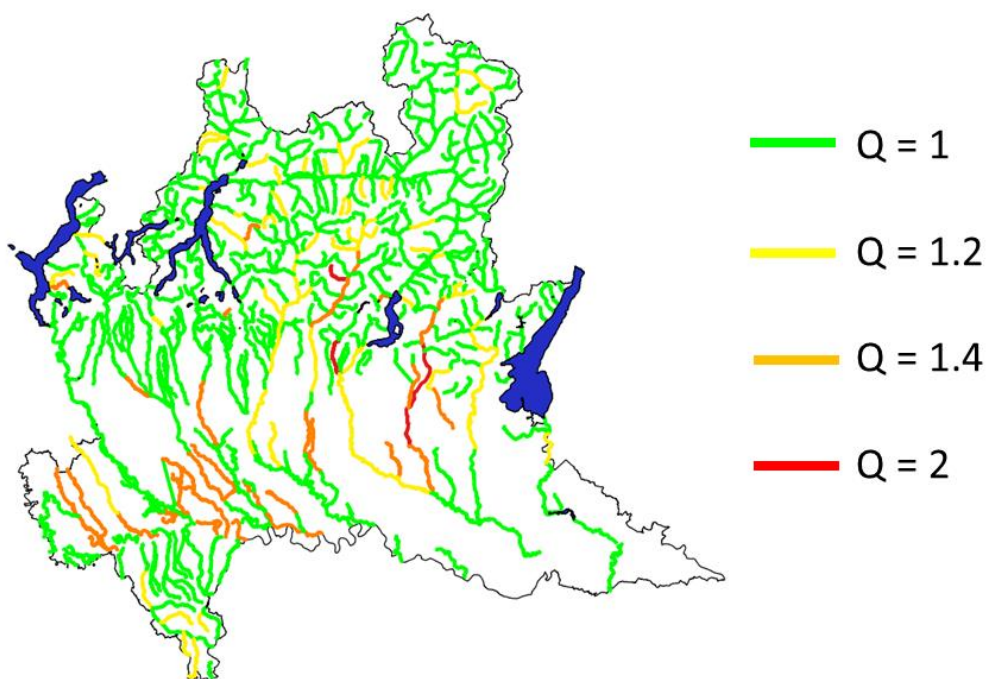 Q = 1
Q = 1.2
Q = 1.4
Q = 2